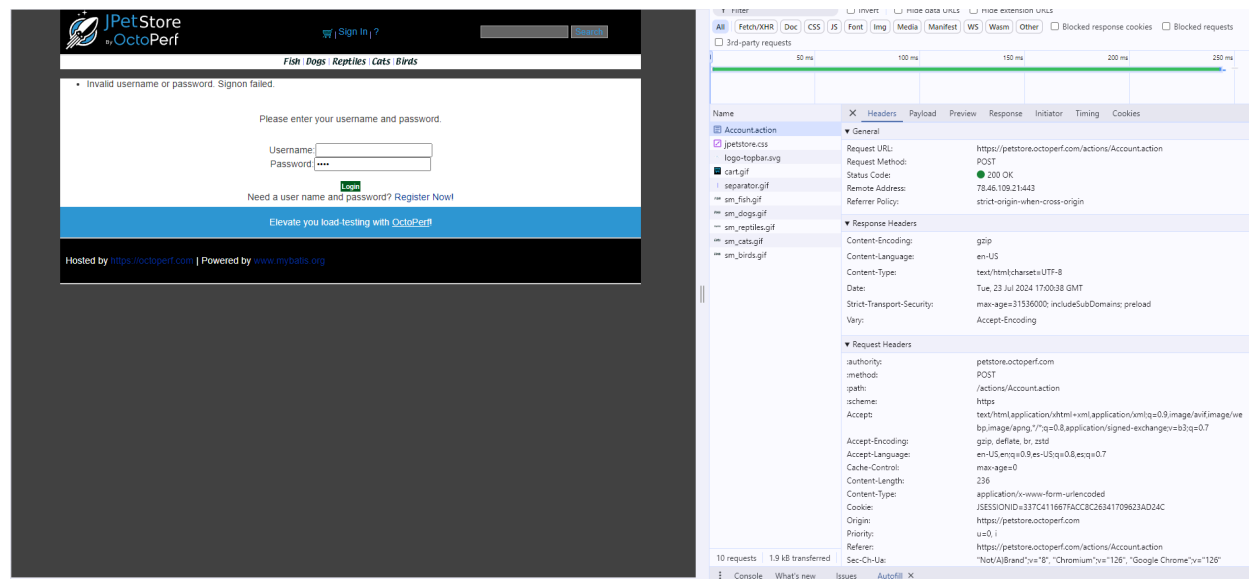 JPetStore
By OctoPerf
Sign In
?
Search
Fish | Dogs | Reptiles | Cats | Birds
Invalid username or password. Signon failed.
Please enter your username and password.
Username:
Password: ••••
Login
Need a user name and password? Register Now!
Elevate you load-testing with OctoPerf!
Hosted by https://octoperf.com | Powered by www.mybatis.org
Filter
Invert
Hide data URLs
Hide extension URLs
All Fetch/XHR Doc CSS JS Font Img Media Manifest WS Wasm Other Blocked response cookies Blocked requests
3rd-party requests
50 ms 100 ms 150 ms 200 ms 250 ms
Name
Account.action
jpetstore.css
logo-topbar.svg
cart.gif
separator.gif
sm_fish.gif
sm_dogs.gif
sm_reptiles.gif
sm_cats.gif
sm_birds.gif
10 requests 1.9 kB transferred
Headers Payload Preview Response Initiator Timing Cookies
General
Request URL: https://petstore.octoperf.com/actions/Account.action
Request Method: POST
Status Code: 200 OK
Remote Address: 78.46.109.21:443
Referrer Policy: strict-origin-when-cross-origin
Response Headers
Content-Encoding: gzip
Content-Language: en-US
Content-Type: text/html;charset=UTF-8
Date: Tue, 23 Jul 2024 17:00:38 GMT
Strict-Transport-Security: max-age=31536000; includeSubDomains; preload
Vary: Accept-Encoding
Request Headers
:authority: petstore.octoperf.com
:method: POST
:path: /actions/Account.action
:scheme: https
Accept: text/html,application/xhtml+xml,application/xml;q=0.9,image/avif,image/we
bp,image/apng,*/*;q=0.8,application/signed-exchange;v=b3;q=0.7
Accept-Encoding: gzip, deflate, br, zstd
Accept-Language: en-US,en;q=0.9,es-US;q=0.8,es;q=0.7
Cache-Control: max-age=0
Content-Length: 236
Content-Type: application/x-www-form-urlencoded
Cookie: JSESSIONID=337C411667FACC8C26341709623AD24C
Origin: https://petstore.octoperf.com
Priority: u=0, i
Referer: https://petstore.octoperf.com/actions/Account.action
Sec-Ch-Ua: "Not/A)Brand";v="8", "Chromium";v="126", "Google Chrome";v="126"
Console What's new Issues Autofill